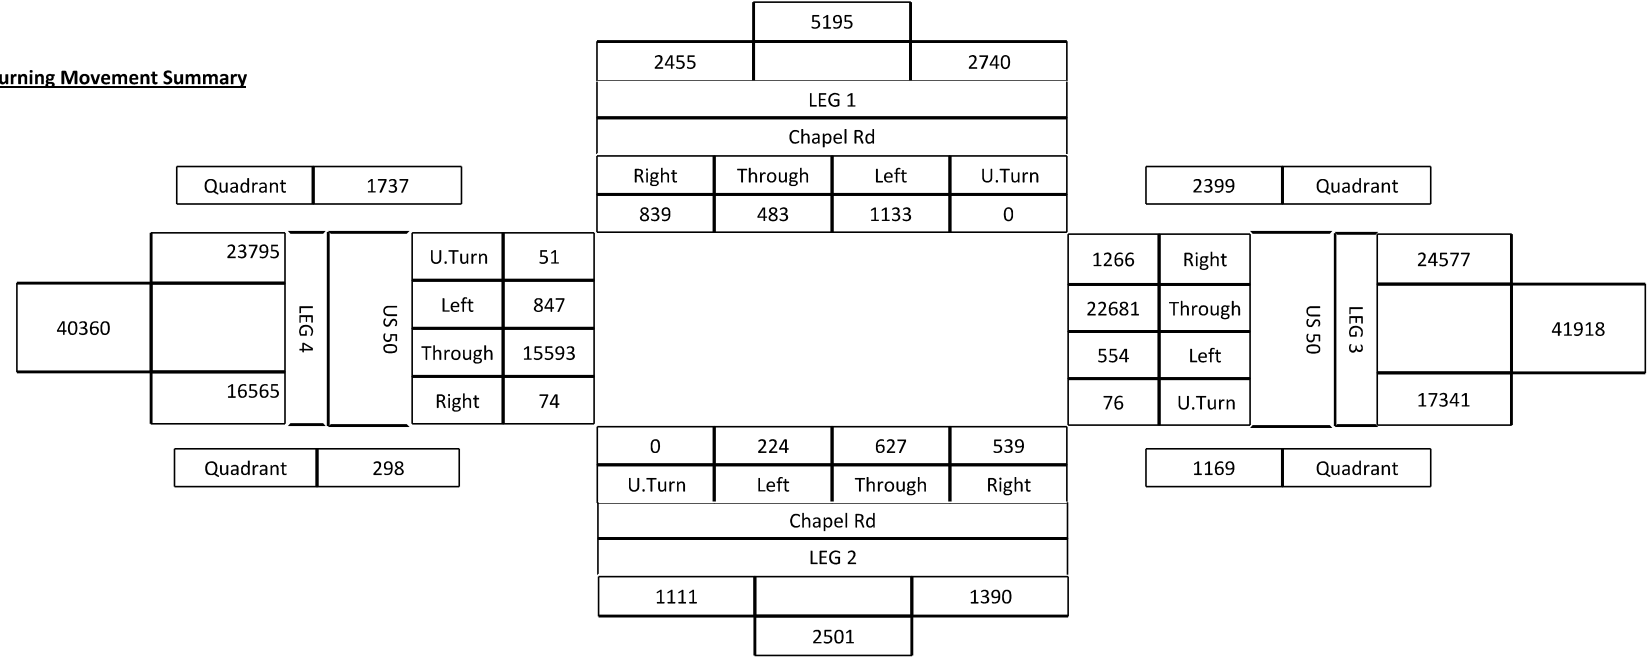 5195
2455 2740
urning Movement Summary
LEG 1
Chapel Rd
Quadrant 1737
Right Through Left U.Turn
2399 Quadrant
839 483 1133 0
23795
U.Turn 51
1266 Right
24577
40360
LEG 4
US 50
Left 847
22681 Through
US 50
LEG 3
41918
Through 15593
554 Left
16565
Right 74
76 U.Turn
17341
0 224 627 539
Quadrant 298
U.Turn Left Through Right
1169 Quadrant
Chapel Rd
LEG 2
1111 1390
2501